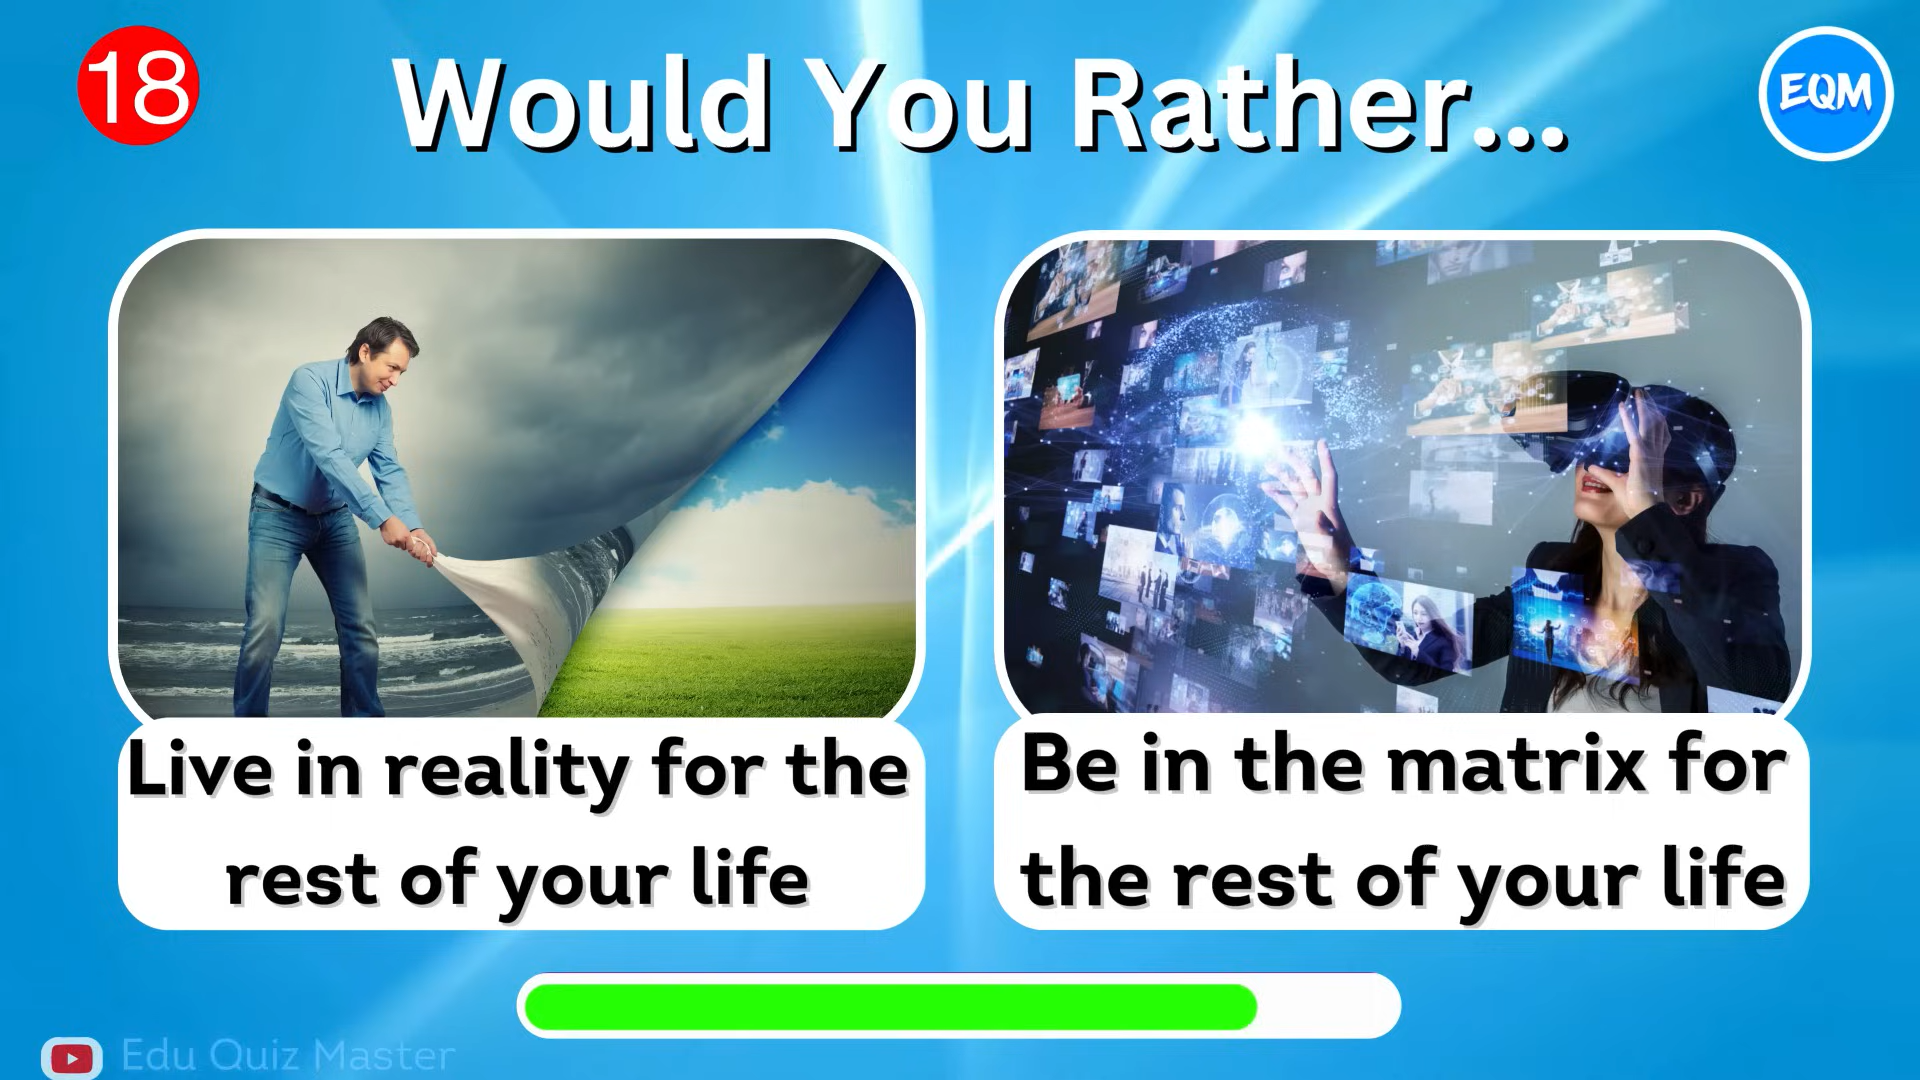 18
Would You Rather...
EQM
Live in reality for the
rest of your life
Be in the matrix for
the rest of your life
Edu Quiz Master